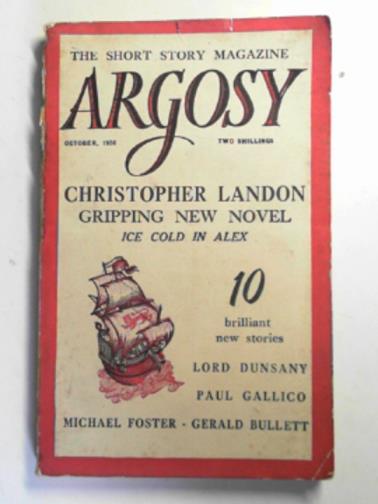 THE SHORT STORY MAGAZINE
ARGOSY
OCTOBER, 1956 TWO SHILLINGS
CHRISTOPHER LANDON
GRIPPING NEW NOVEL
ICE COLD IN ALEX
10
brilliant
new stories
LORD DUNSANY
PAUL GALLICO
MICHAEL FOSTER · GERALD BULLETT